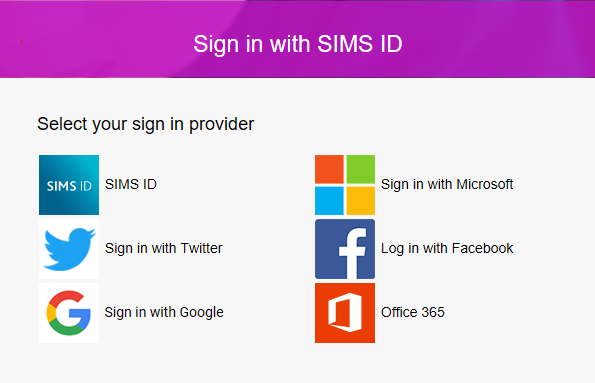 Sign in with SIMS ID
Select your sign in provider
SIMS ID
SIMS ID
Sign in with Microsoft
Sign in with Twitter
f
Log in with Facebook
G
Sign in with Google
Office 365